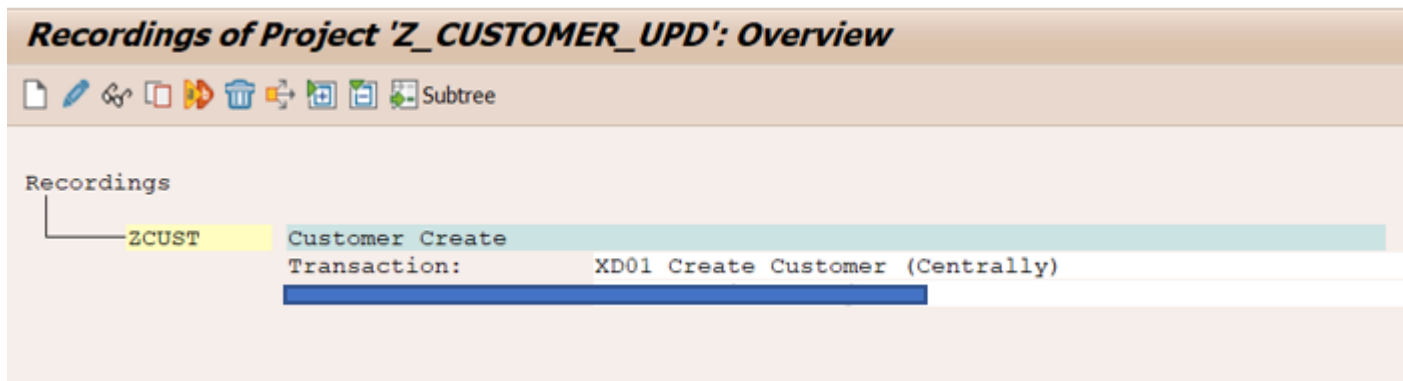 Recordings of Project 'Z_CUSTOMER_UPD': Overview
Subtree
Recordings
ZCUST Customer Create
Transaction: XD01 Create Customer (Centrally)